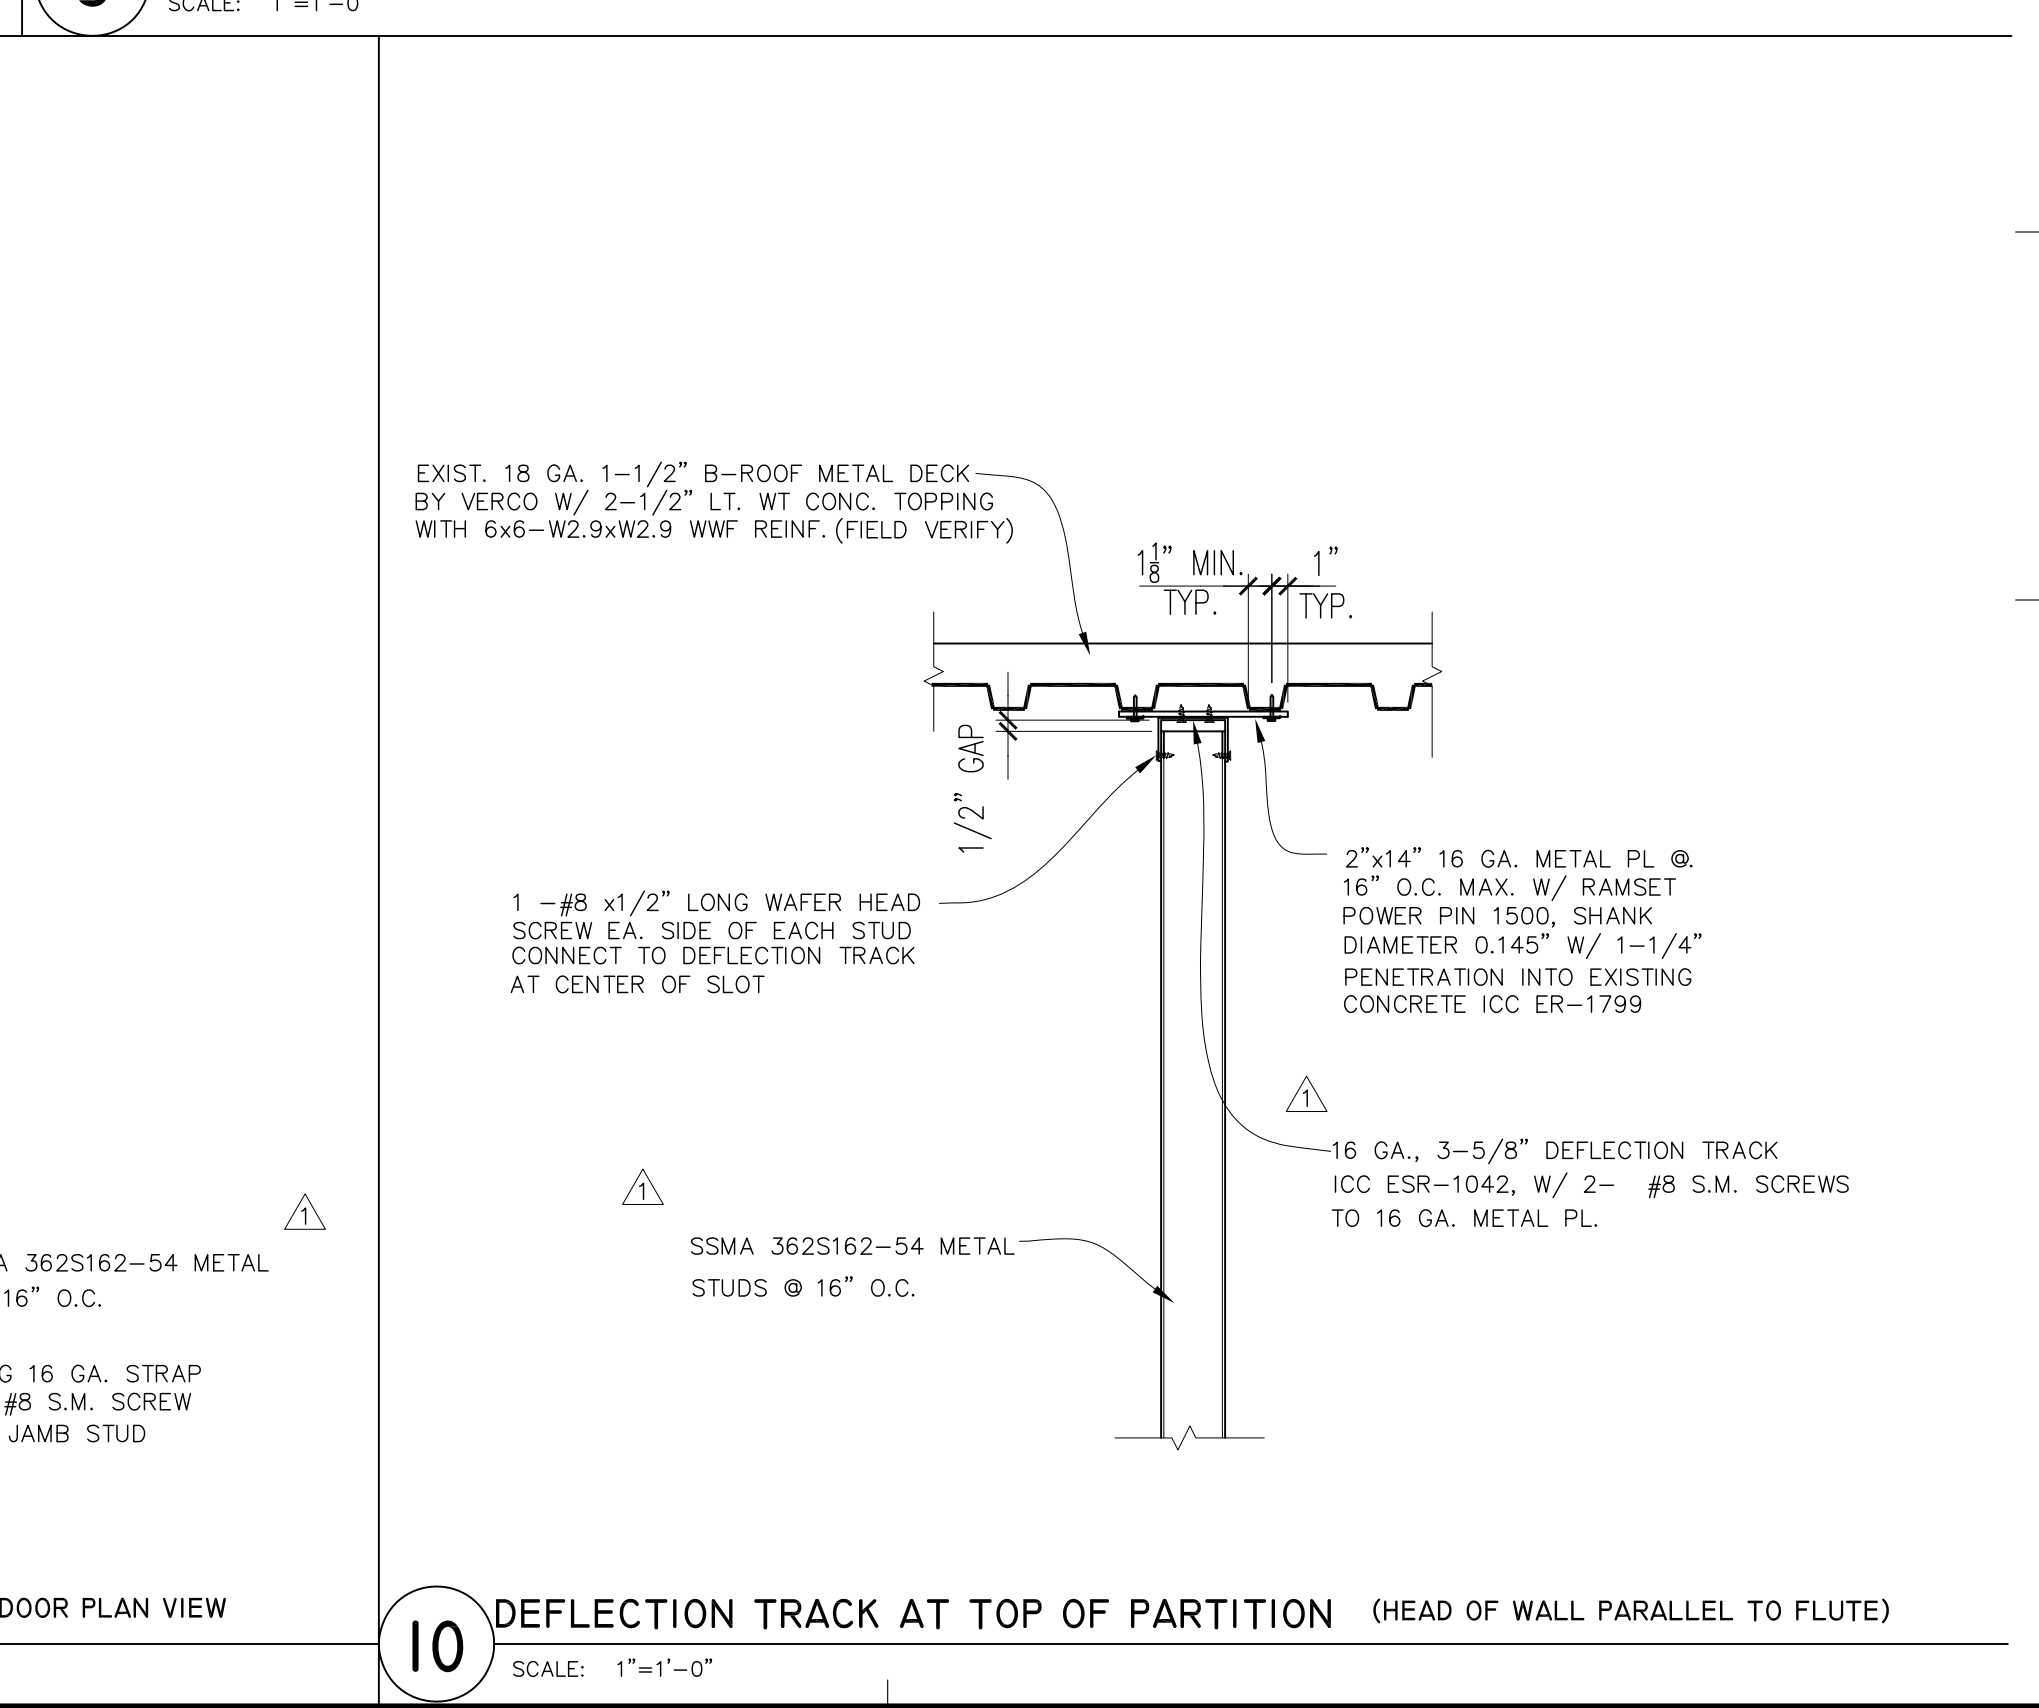 SCALE: 1"=1'-0"
EXIST. 18 GA. 1-1/2" B-ROOF METAL DECK
BY VERCO W/ 2-1/2" LT. WT CONC. TOPPING
WITH 6x6-W2.9xW2.9 WWF REINF. (FIELD VERIFY)
1 1/8" MIN.
TYP.
1"
TYP.
1/2" GAP
1 -#8 x1/2" LONG WAFER HEAD
SCREW EA. SIDE OF EACH STUD
CONNECT TO DEFLECTION TRACK
AT CENTER OF SLOT
2"x14" 16 GA. METAL PL @.
16" O.C. MAX. W/ RAMSET
POWER PIN 1500, SHANK
DIAMETER 0.145" W/ 1-1/4"
PENETRATION INTO EXISTING
CONCRETE ICC ER-1799
1
16 GA., 3-5/8" DEFLECTION TRACK
ICC ESR-1042, W/ 2- #8 S.M. SCREWS
TO 16 GA. METAL PL.
1
SSMA 362S162-54 METAL
STUDS @ 16" O.C.
1
362S162-54 METAL
16" O.C.
16 GA. STRAP
#8 S.M. SCREW
JAMB STUD
DOOR PLAN VIEW
10
DEFLECTION TRACK AT TOP OF PARTITION (HEAD OF WALL PARALLEL TO FLUTE)
SCALE: 1"=1'-0"